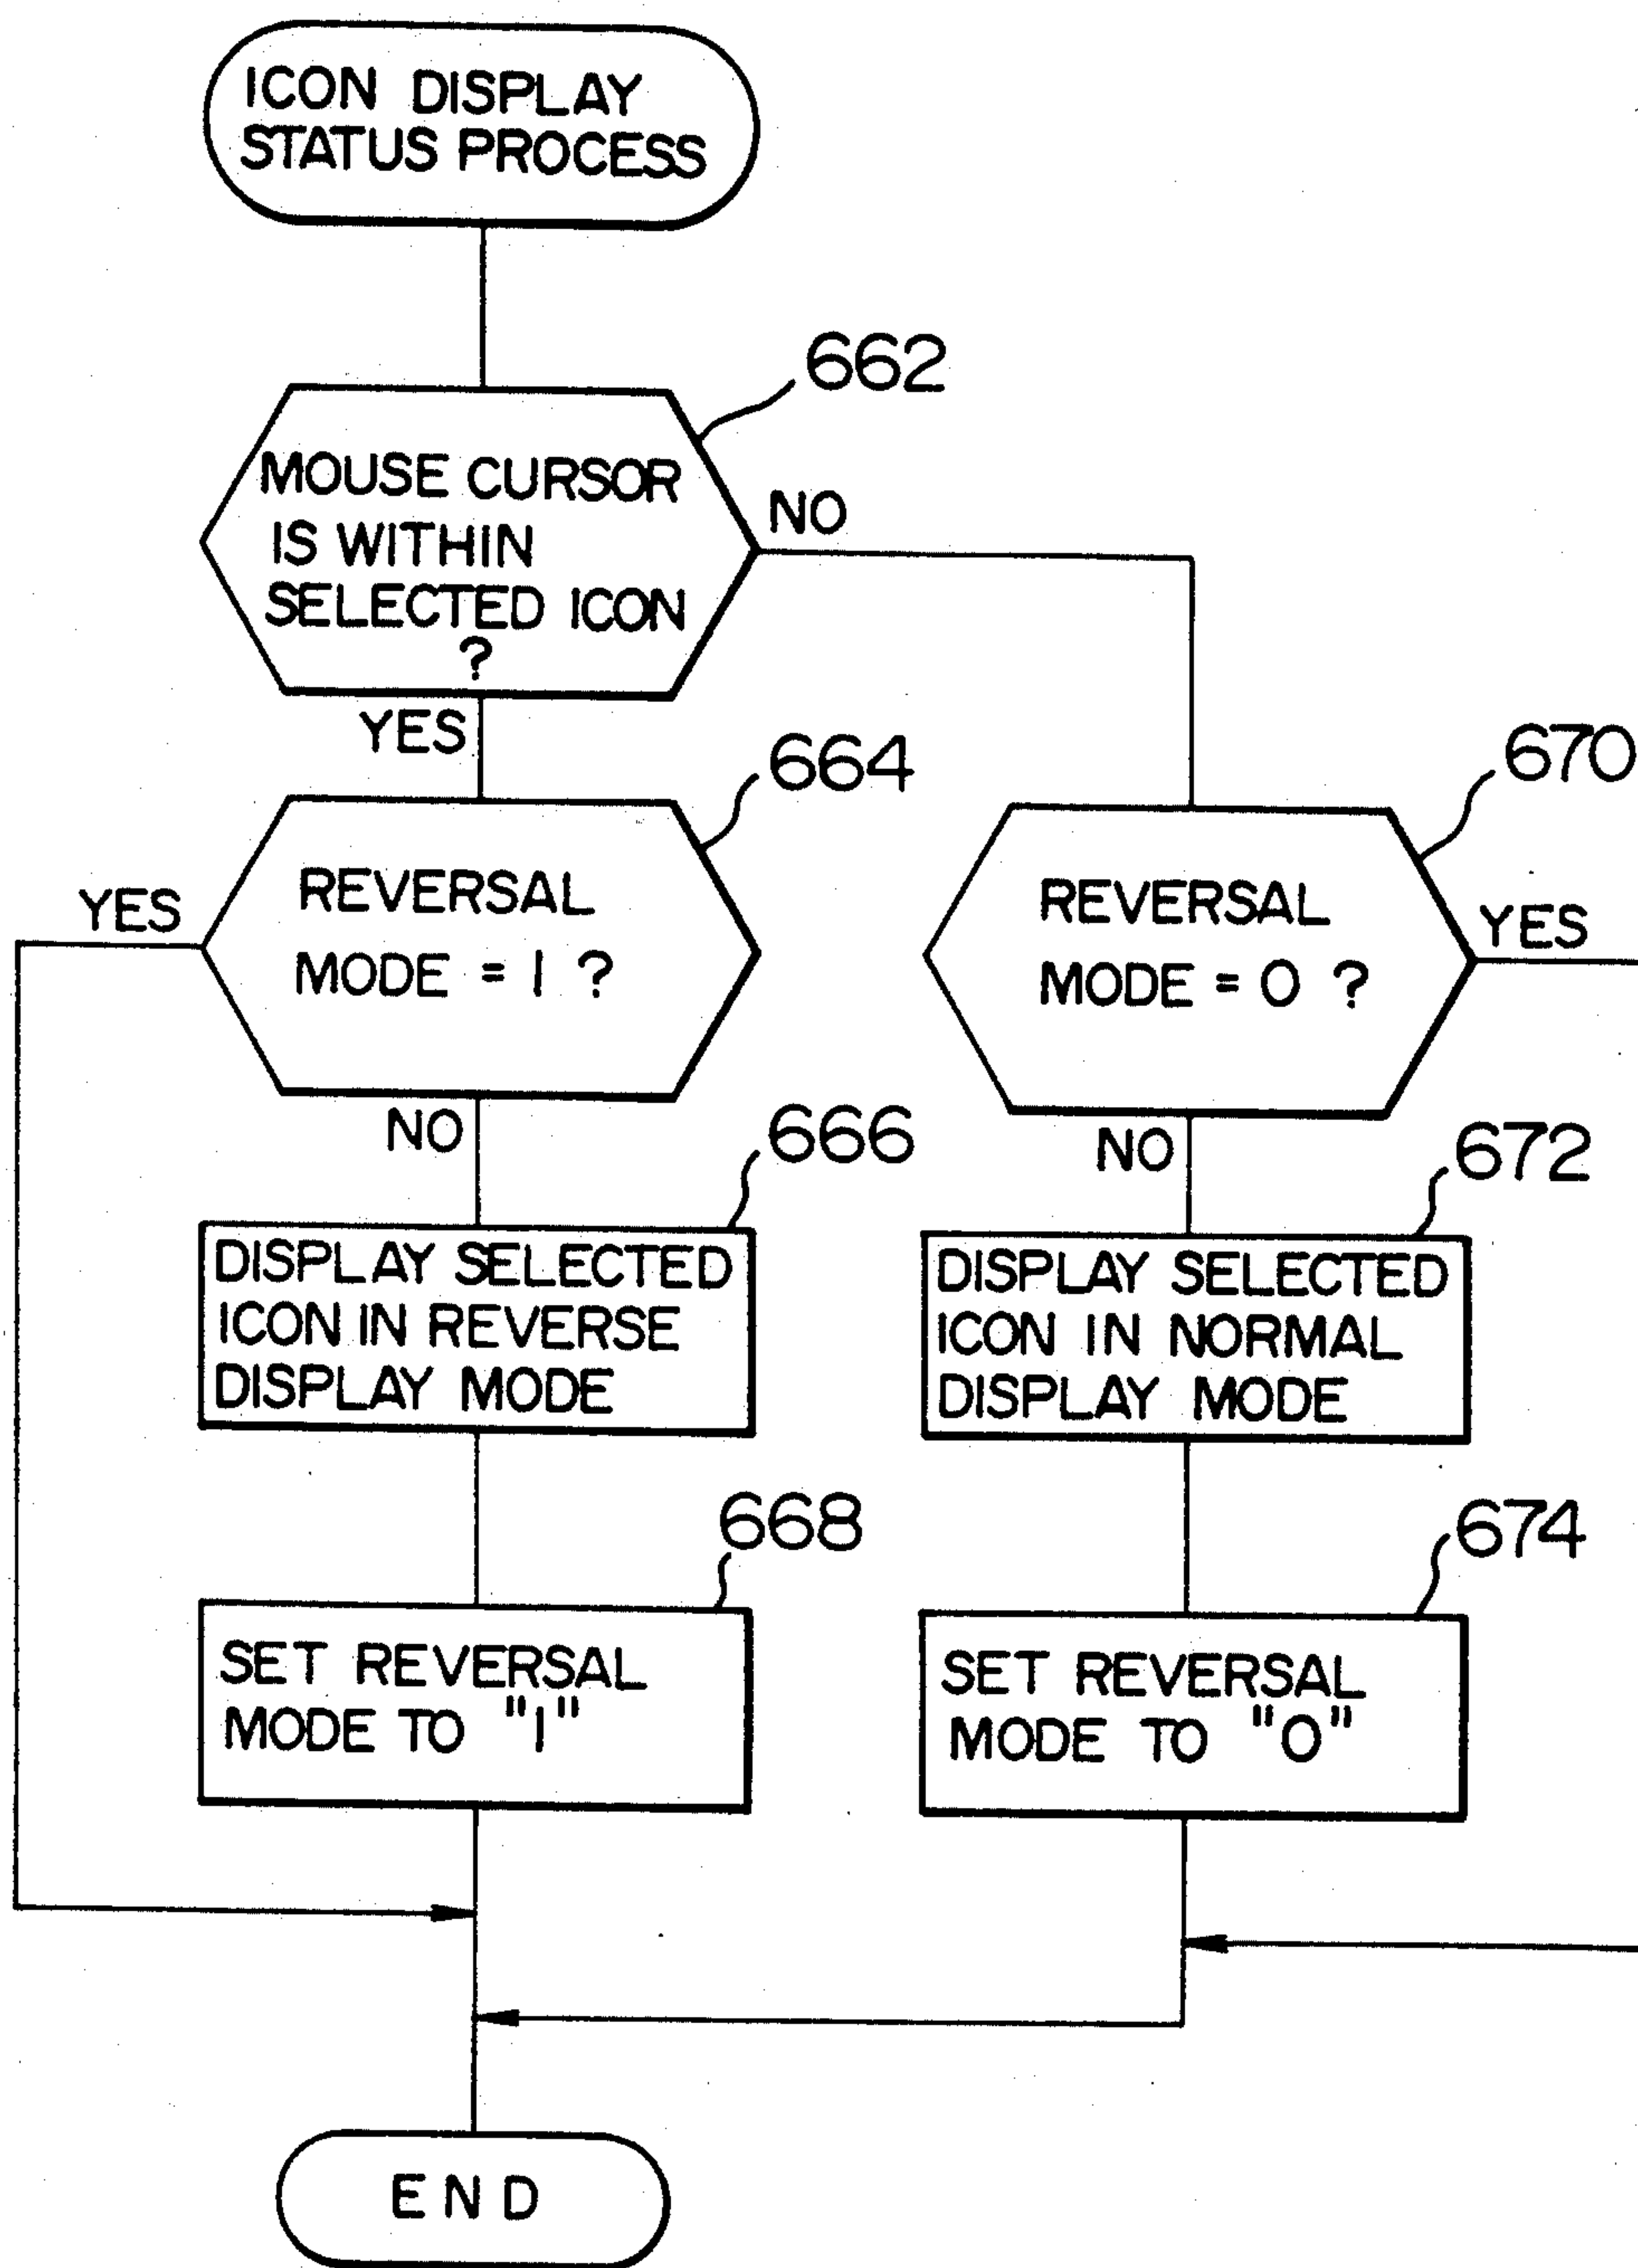 ICON DISPLAY
STATUS PROCESS
662
MOUSE CURSOR
IS WITHIN
SELECTED ICON
?
NO
YES
664
REVERSAL
MODE = 1 ?
YES
NO
670
REVERSAL
MODE = 0 ?
YES
NO
666
DISPLAY SELECTED
ICON IN REVERSE
DISPLAY MODE
672
DISPLAY SELECTED
ICON IN NORMAL
DISPLAY MODE
668
SET REVERSAL
MODE TO "1"
674
SET REVERSAL
MODE TO "0"
END